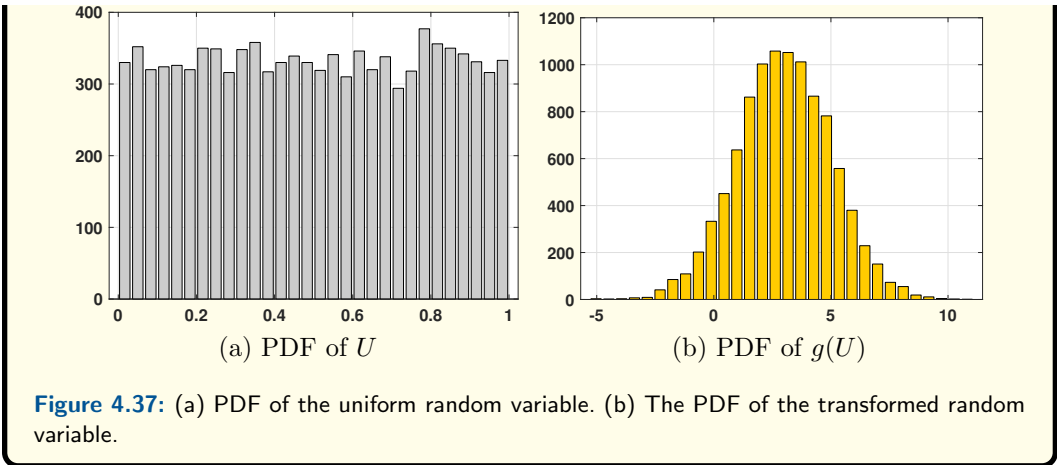 400
300
200
100
0
0 0.2 0.4 0.6 0.8 1
(a) PDF of U
1200
1000
800
600
400
200
0
-5 0 5 10
(b) PDF of g(U)
Figure 4.37: (a) PDF of the uniform random variable. (b) The PDF of the transformed random
variable.